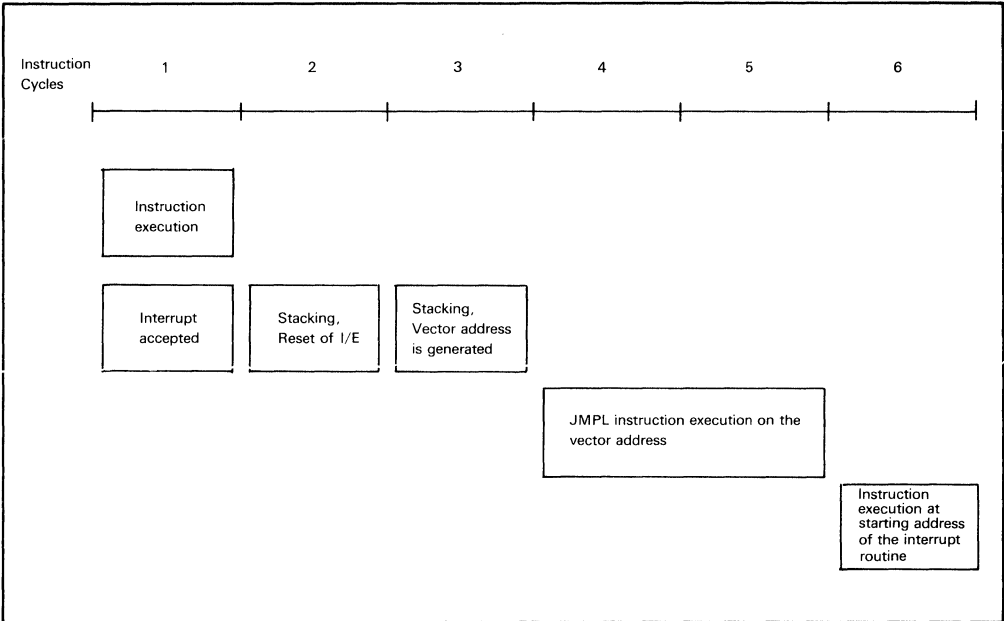 Instruction
Cycles
1 2 3 4 5 6
Instruction
execution
Interrupt
accepted
Stacking,
Reset of I/E
Stacking,
Vector address
is generated
JMPL instruction execution on the
vector address
Instruction
execution at
starting address
of the interrupt
routine